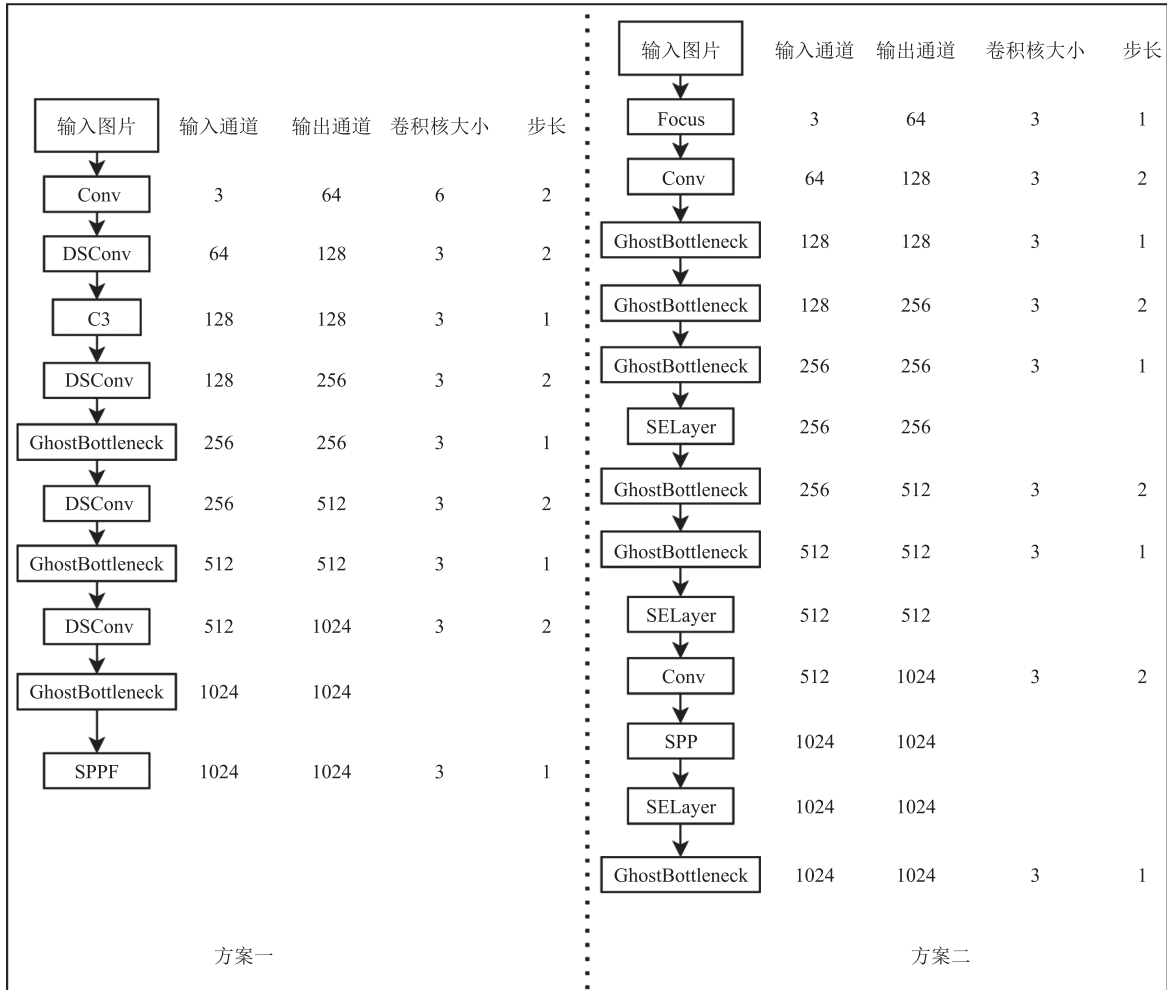 输入图片 输入通道 输出通道 卷积核大小 步长
Conv 3 64 6 2
DSConv 64 128 3 2
C3 128 128 3 1
DSConv 128 256 3 2
GhostBottleneck 256 256 3 1
DSConv 256 512 3 2
GhostBottleneck 512 512 3 1
DSConv 512 1024 3 2
GhostBottleneck 1024 1024
SPPF 1024 1024 3 1
方案一
输入图片 输入通道 输出通道 卷积核大小 步长
Focus 3 64 3 1
Conv 64 128 3 2
GhostBottleneck 128 128 3 1
GhostBottleneck 128 256 3 2
GhostBottleneck 256 256 3 1
SELayer 256 256
GhostBottleneck 256 512 3 2
GhostBottleneck 512 512 3 1
SELayer 512 512
Conv 512 1024 3 2
SPP 1024 1024
SELayer 1024 1024
GhostBottleneck 1024 1024 3 1
方案二